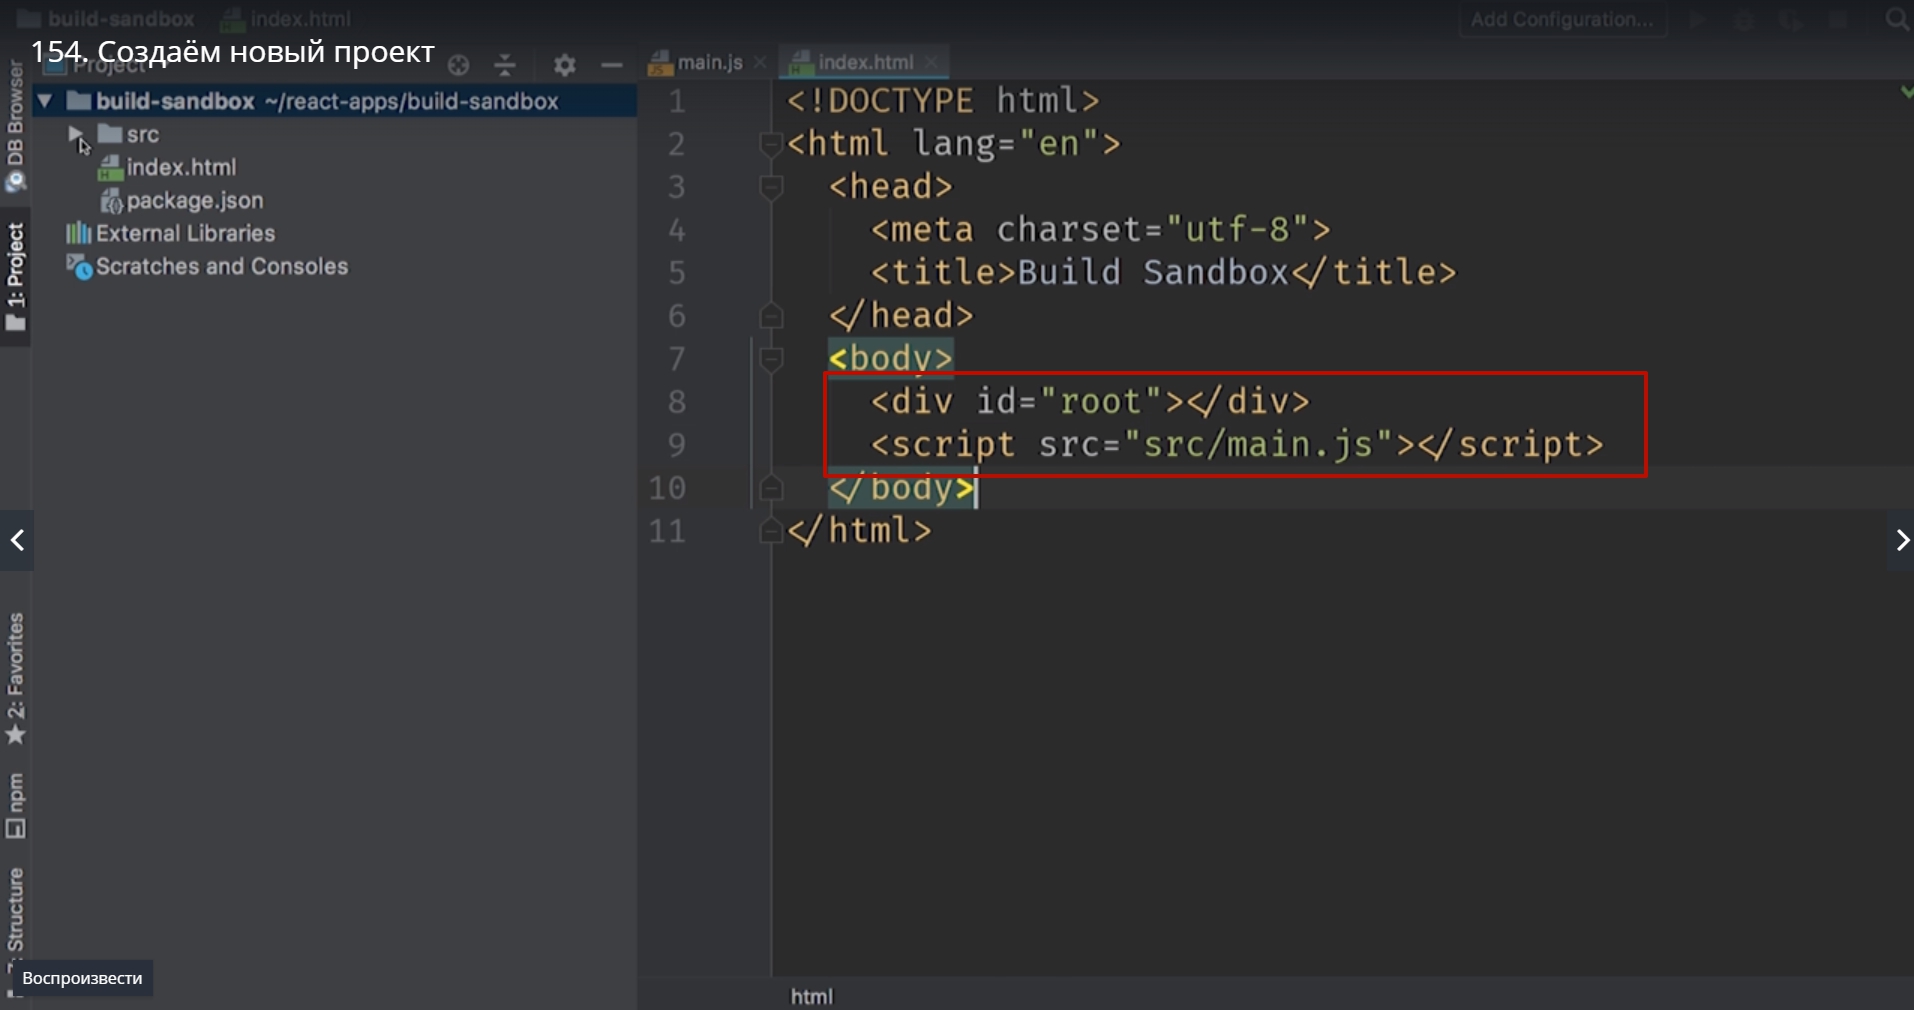 build-sandbox index.html
Add Configuration...
154. Создаём новый проект
Project
main.js
index.html
build-sandbox ~/react-apps/build-sandbox
src
index.html
package.json
External Libraries
Scratches and Consoles
DB Browser
1: Project
2: Favorites
npm
Structure
1 <!DOCTYPE html>
2 <html lang="en">
3 <head>
4 <meta charset="utf-8">
5 <title>Build Sandbox</title>
6 </head>
7 <body>
8 <div id="root"></div>
9 <script src="src/main.js"></script>
10 </body>
11 </html>
Воспроизвести
html